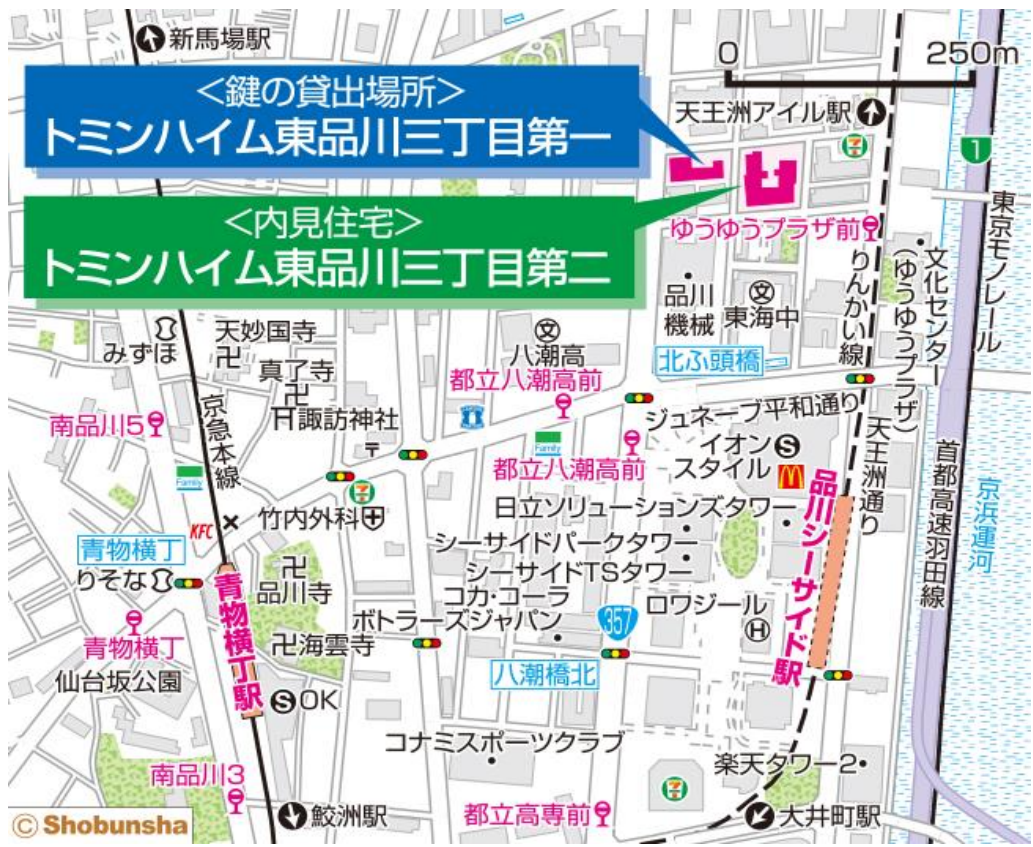 新馬場駅
0 250m
<鍵の貸出場所>
トミンハイム東品川三丁目第一
天王洲アイル駅
1
<内見住宅>
トミンハイム東品川三丁目第二
ゆうゆうプラザ前
東京モノレール
文化センター
(ゆうゆうプラザ)
りんかい線
品川
機械
文
東海中
みずほ
天妙国寺
真了寺
文
八潮高
北ふ頭橋
都立八潮高前
諏訪神社
南品川5
京急本線
ジュネーブ平和通り
イオン
スタイル
S
天王洲通り
Family
都立八潮高前
首都高速羽田線
京浜運河
Family
7
7
竹内外科
日立ソリューションズタワー
品川シーサイド駅
KFC
シーサイドパークタワー
シーサイドTSタワー
青物横丁
りそな
品川寺
コカ・コーラ
ボトラーズジャパン
357
ロワジール
H
青物横丁
青物横丁駅
海雲寺
八潮橋北
仙台坂公園
S OK
コナミスポーツクラブ
楽天タワー2
南品川3
7
© Shobunsha
鮫洲駅
都立高専前
大井町駅